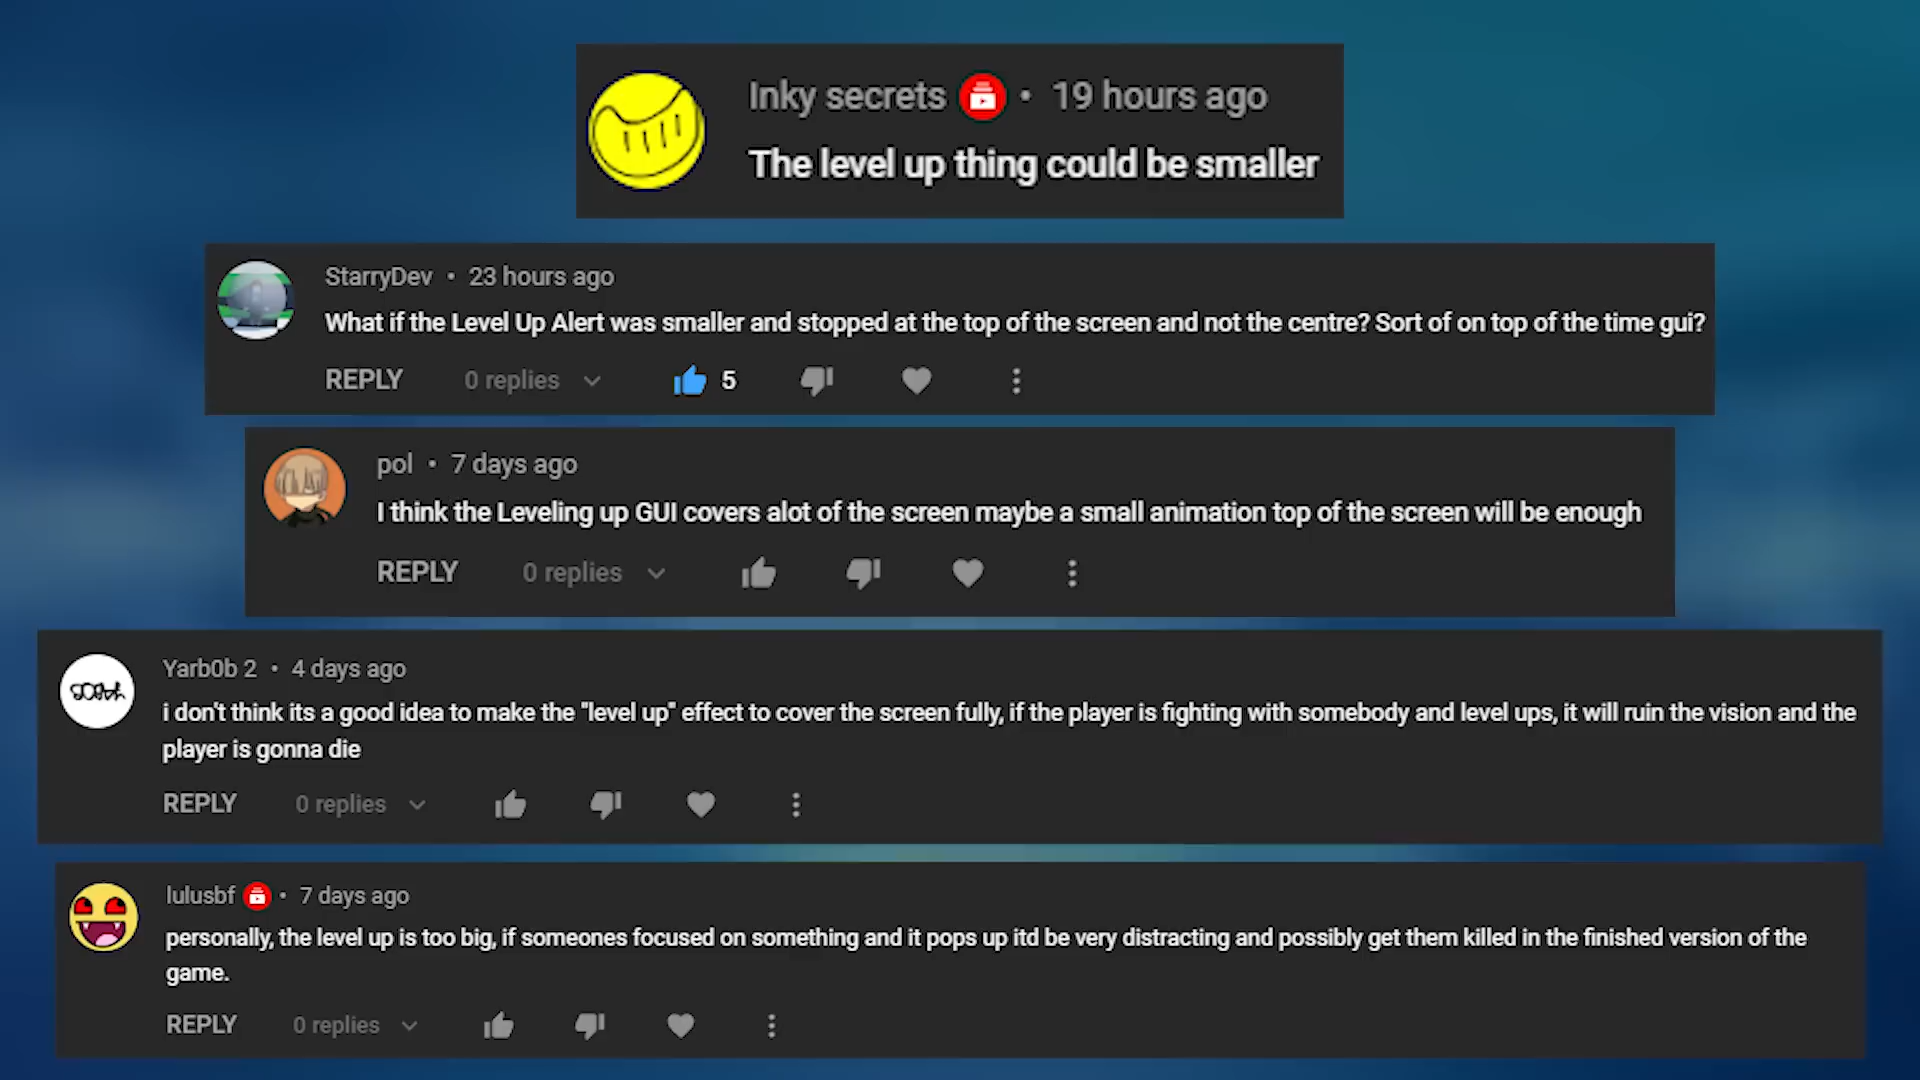 Inky secrets • 19 hours ago
The level up thing could be smaller
StarryDev • 23 hours ago
What if the Level Up Alert was smaller and stopped at the top of the screen and not the centre? Sort of on top of the time gui?
REPLY 0 replies 5
pol • 7 days ago
I think the Leveling up GUI covers alot of the screen maybe a small animation top of the screen will be enough
REPLY 0 replies
Yarb0b 2 • 4 days ago
i don't think its a good idea to make the "level up" effect to cover the screen fully, if the player is fighting with somebody and level ups, it will ruin the vision and the
player is gonna die
REPLY 0 replies
lulusbf • 7 days ago
personally, the level up is too big, if someones focused on something and it pops up itd be very distracting and possibly get them killed in the finished version of the
game.
REPLY 0 replies